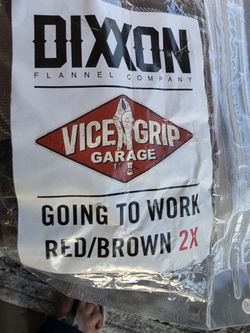 DIXXON
FLANNEL COMPANY
VICE GRIP
GARAGE
GOING TO WORK
RED/BROWN 2X